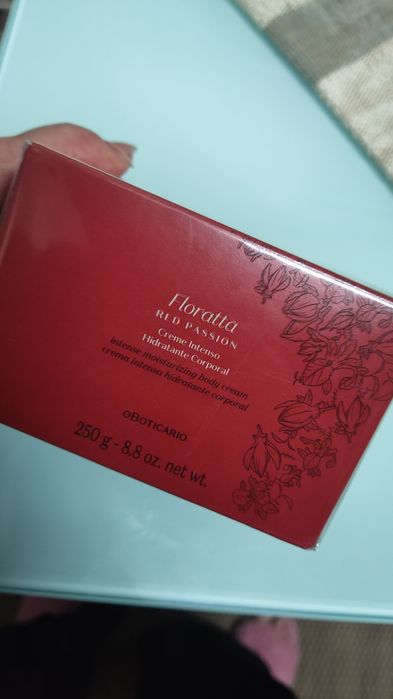 Floratta
RED PASSION
Creme Intenso
Hidratante Corporal
intense moisturizing body cream
crema intensa hidratante corporal
oBOTICÁRIO
250 g - 8,8 oz. net wt.